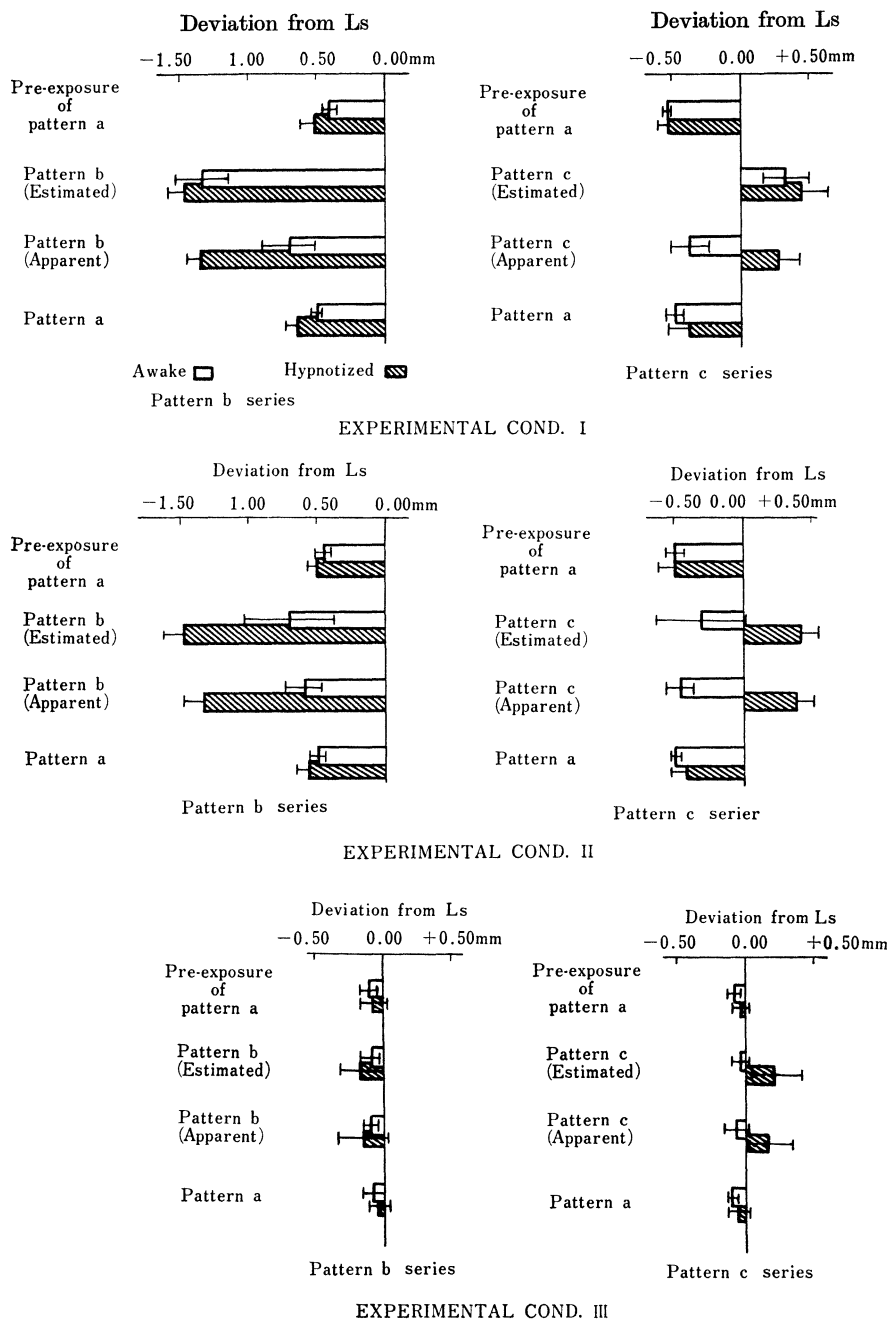 Deviation from Ls
−1.50 1.00 0.50 0.00mm
Pre-exposure
of
pattern a
Pattern b
(Estimated)
Pattern b
(Apparent)
Pattern a
Awake Hypnotized
Pattern b series
Deviation from Ls
−0.50 0.00 +0.50mm
Pre-exposure
of
pattern a
Pattern c
(Estimated)
Pattern c
(Apparent)
Pattern a
Pattern c series
EXPERIMENTAL COND. I
Deviation from Ls
−1.50 1.00 0.50 0.00mm
Pre-exposure
of
pattern a
Pattern b
(Estimated)
Pattern b
(Apparent)
Pattern a
Pattern b series
Deviation from Ls
−0.50 0.00 +0.50mm
Pre-exposure
of
pattern a
Pattern c
(Estimated)
Pattern c
(Apparent)
Pattern a
Pattern c serier
EXPERIMENTAL COND. II
Deviation from Ls
−0.50 0.00 +0.50mm
Pre-exposure
of
pattern a
Pattern b
(Estimated)
Pattern b
(Apparent)
Pattern a
Pattern b series
Deviation from Ls
−0.50 0.00 +0.50mm
Pre-exposure
of
pattern a
Pattern c
(Estimated)
Pattern c
(Apparent)
Pattern a
Pattern c series
EXPERIMENTAL COND. III